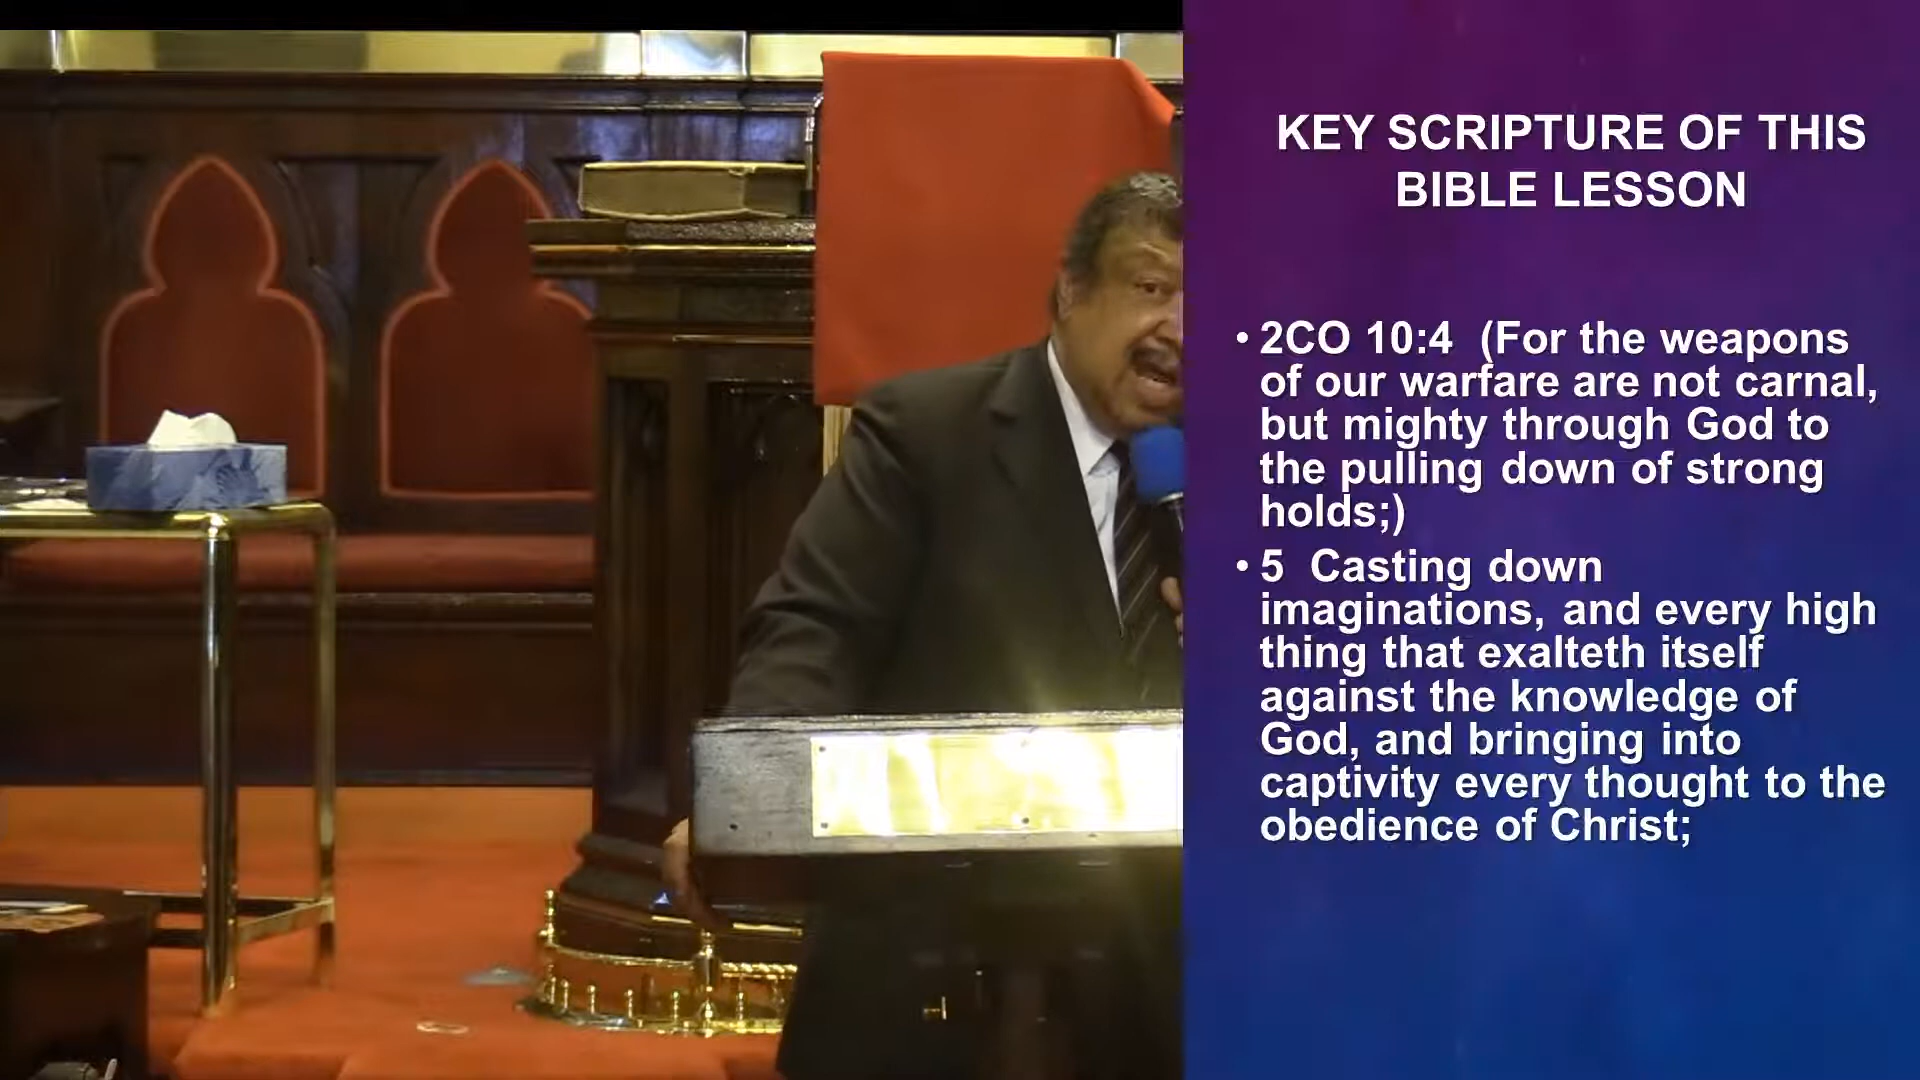 KEY SCRIPTURE OF THIS
BIBLE LESSON
• 2CO 10:4 (For the weapons
of our warfare are not carnal,
but mighty through God to
the pulling down of strong
holds;)
• 5 Casting down
imaginations, and every high
thing that exalteth itself
against the knowledge of
God, and bringing into
captivity every thought to the
obedience of Christ;